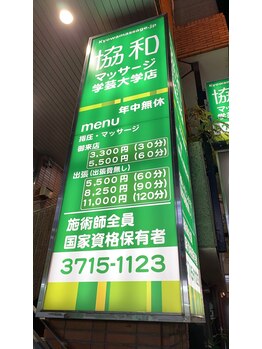 Kyowamassage.jp
協和
マッサージ
学芸大学店
年中無休
menu
指圧・マッサージ
御来店
3,300円 (30分)
5,500円 (60分)
出張 (出張費無し)
5,500円 (60分)
8,250円 (90分)
11,000円 (120分)
施術師全員
国家資格保有者
3715-1123